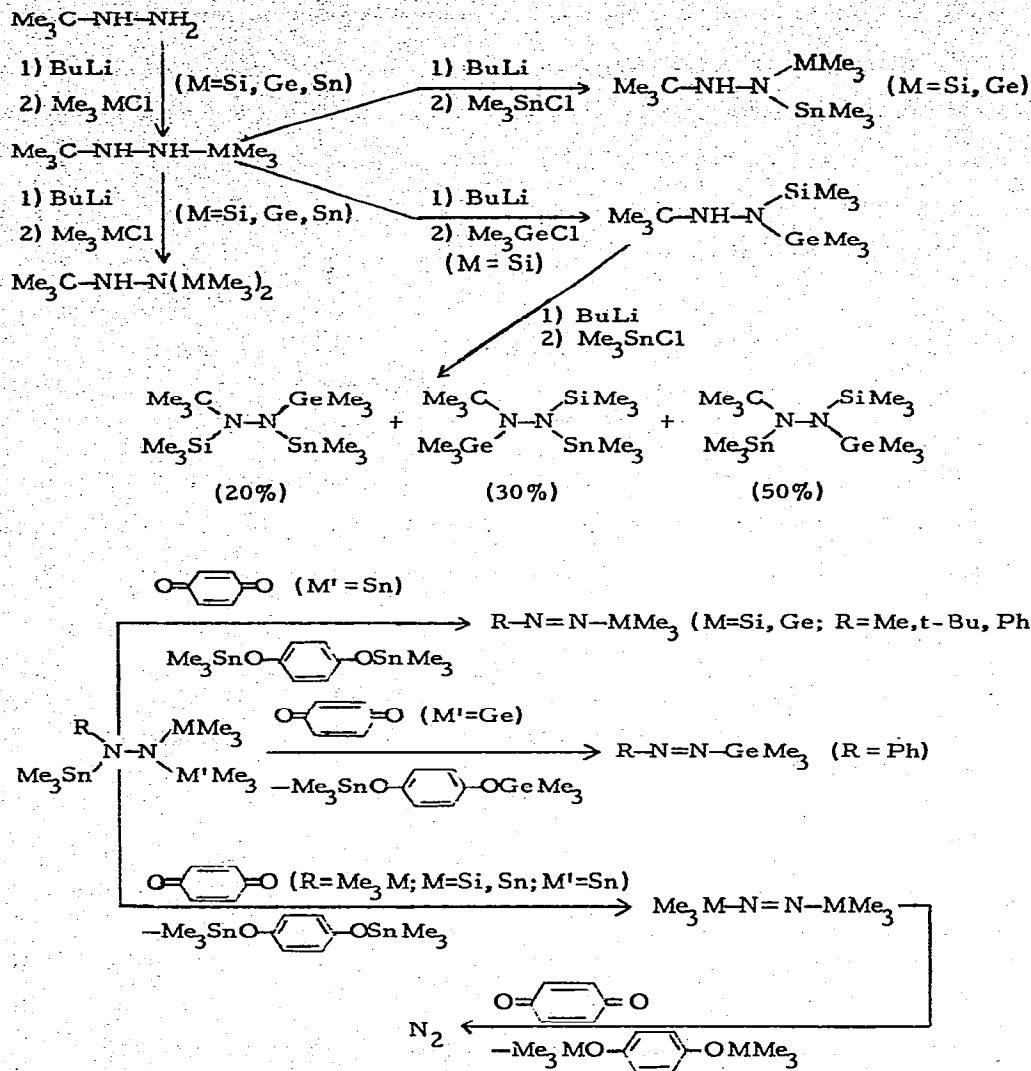 Me3C–NH–NH2
1) BuLi
2) Me3MCl
(M=Si, Ge, Sn)
1) BuLi
2) Me3SnCl
Me3C–NH–N
MMe3
SnMe3
(M=Si, Ge)
Me3C–NH–NH–MMe3
1) BuLi
2) Me3MCl
(M=Si, Ge, Sn)
1) BuLi
2) Me3GeCl
(M = Si)
Me3C–NH–N
SiMe3
GeMe3
Me3C–NH–N(MMe3)2
1) BuLi
2) Me3SnCl
Me3C
GeMe3
N–N
Me3Si
SnMe3
+
Me3C
SiMe3
N–N
Me3Ge
SnMe3
+
Me3C
SiMe3
N–N
Me3Sn
GeMe3
(20%)
(30%)
(50%)
O= =O (M' = Sn)
R–N=N–MMe3 (M=Si, Ge; R=Me, t-Bu, Ph
Me3SnO– –OSnMe3
O= =O (M'=Ge)
R
MMe3
N–N
Me3Sn
M'Me3
R–N=N–GeMe3 (R = Ph)
–Me3SnO– –OGeMe3
O= =O (R=Me3M; M=Si, Sn; M'=Sn)
Me3M–N=N–MMe3
–Me3SnO– –OSnMe3
O= =O
N2
–Me3MO– –OMMe3